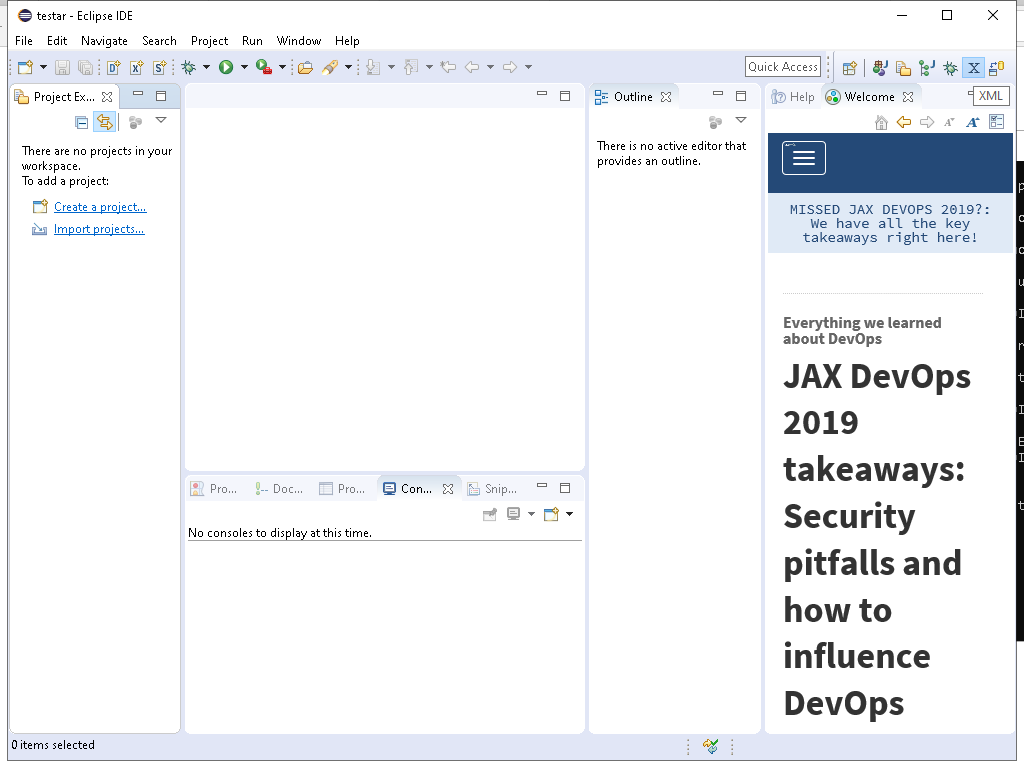 testar - Eclipse IDE
File Edit Navigate Search Project Run Window Help
Quick Access
Project Ex...
Outline
Help
Welcome
XML
There are no projects in your
workspace.
To add a project:
Create a project...
Import projects...
There is no active editor that
provides an outline.
MISSED JAX DEVOPS 2019?:
We have all the key
takeaways right here!
Everything we learned
about DevOps
JAX DevOps
2019
takeaways:
Security
pitfalls and
how to
influence
DevOps
Pro... Doc... Pro... Con... Snip...
No consoles to display at this time.
0 items selected